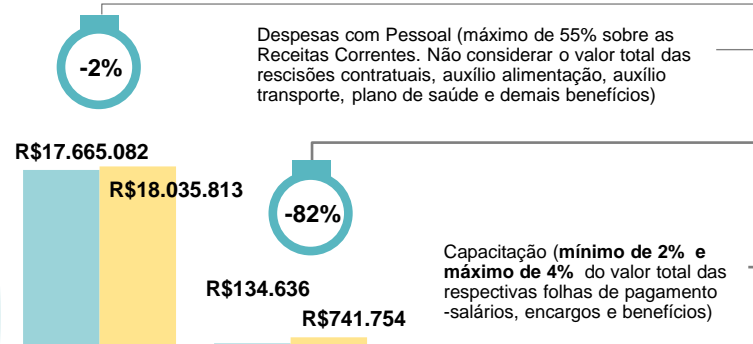 -2%
Despesas com Pessoal (máximo de 55% sobre as
Receitas Correntes. Não considerar o valor total das
rescisões contratuais, auxílio alimentação, auxílio
transporte, plano de saúde e demais benefícios)
R$17.665.082
R$18.035.813
-82%
Capacitação (mínimo de 2% e
máximo de 4% do valor total das
respectivas folhas de pagamento
-salários, encargos e benefícios)
R$134.636
R$741.754